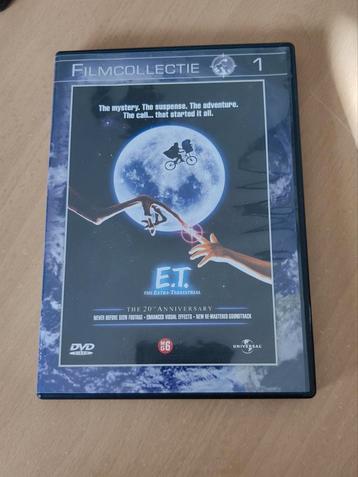 FILMCOLLECTIE 1
The mystery. The suspense. The adventure.
The call... that started it all.
E.T.
THE EXTRA-TERRESTRIAL
THE 20TH ANNIVERSARY
NEVER BEFORE SEEN FOOTAGE • ENHANCED VISUAL EFFECTS • NEW RE-MASTERED SOUNDTRACK
DVD
VIDEO
UNIVERSAL